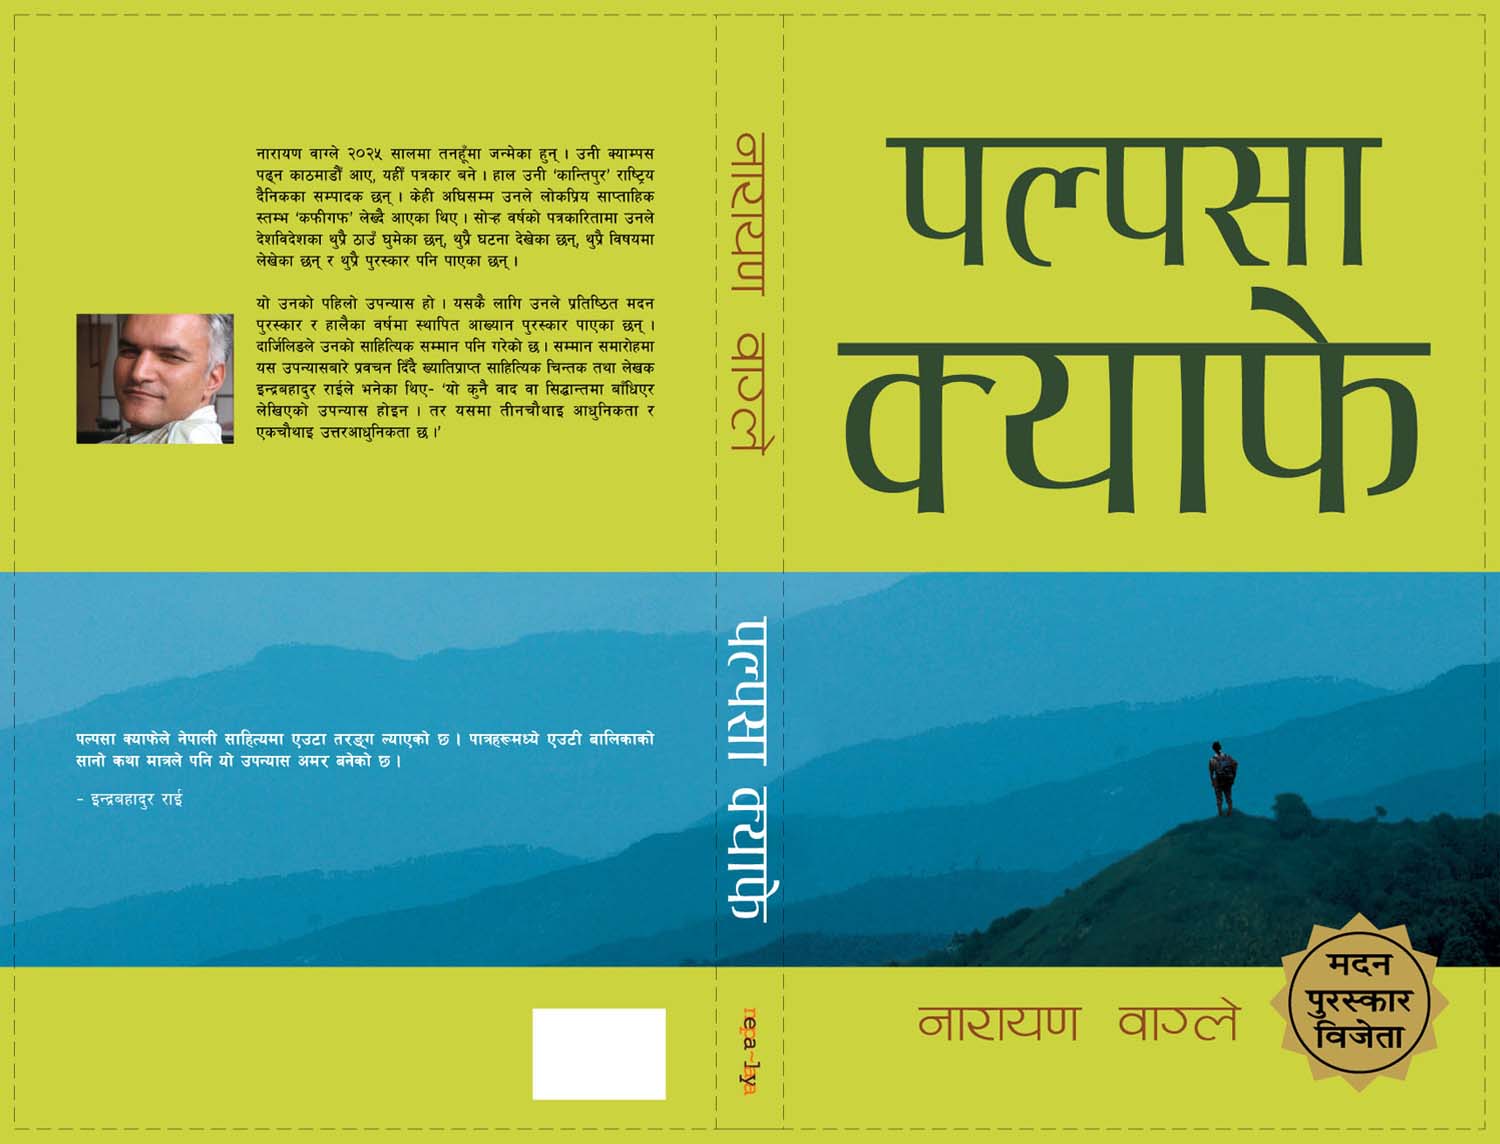 नारायण वाग्ले २०२५ सालमा तनहूँमा जन्मेका हुन् । उनी क्याम्पस
पढ्न काठमाडौं आए, यहीं पत्रकार बने । हाल उनी ‘कान्तिपुर’ राष्ट्रिय
दैनिकका सम्पादक छन् । केही अघिसम्म उनले लोकप्रिय साप्ताहिक
स्तम्भ ‘कफीगफ’ लेख्दै आएका थिए । सोऱ्ह वर्षको पत्रकारितामा उनले
देशविदेशका थुप्रै ठाउँ घुमेका छन्, थुप्रै घटना देखेका छन्, थुप्रै विषयमा
लेखेका छन् र थुप्रै पुरस्कार पनि पाएका छन् ।
यो उनको पहिलो उपन्यास हो । यसकै लागि उनले प्रतिष्ठित मदन
पुरस्कार र हालैका वर्षमा स्थापित आख्यान पुरस्कार पाएका छन् ।
दार्जिलिङले उनको साहित्यिक सम्मान पनि गरेको छ । सम्मान समारोहमा
यस उपन्यासबारे प्रवचन दिँदै ख्यातिप्राप्त साहित्यिक चिन्तक तथा लेखक
इन्द्रबहादुर राईले भनेका थिए– ‘यो कुनै वाद वा सिद्धान्तमा बाँधिएर
लेखिएको उपन्यास होइन । तर यसमा तीनचौथाइ आधुनिकता र
एकचौथाइ उत्तरआधुनिकता छ ।’
पल्पसा क्याफेले नेपाली साहित्यमा एउटा तरङ्ग ल्याएको छ । पात्रहरूमध्ये एउटी बालिकाको
सानो कथा मात्रले पनि यो उपन्यास अमर बनेको छ ।
- इन्द्रबहादुर राई
नारायण वाग्ले
पल्पसा क्याफे
nepa~laya
पल्पसा
क्याफे
नारायण वाग्ले
मदन
पुरस्कार
विजेता